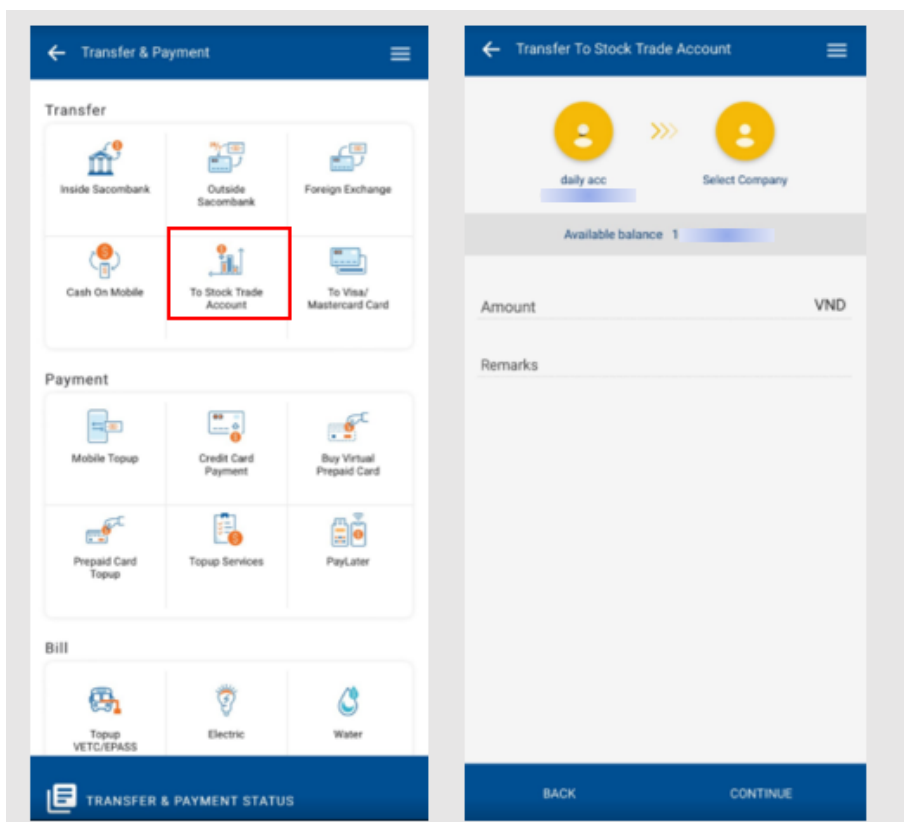 Transfer & Payment
Transfer
Inside Sacombank
Outside
Sacombank
Foreign Exchange
Cash On Mobile
To Stock Trade
Account
To Visa/
Mastercard Card
Payment
Mobile Topup
Credit Card
Payment
Buy Virtual
Prepaid Card
Prepaid Card
Topup
Topup Services
PayLater
Bill
Topup
VETC/EPASS
Electric
Water
TRANSFER & PAYMENT STATUS
Transfer To Stock Trade Account
daily acc
Select Company
Available balance 1
Amount VND
Remarks
BACK CONTINUE